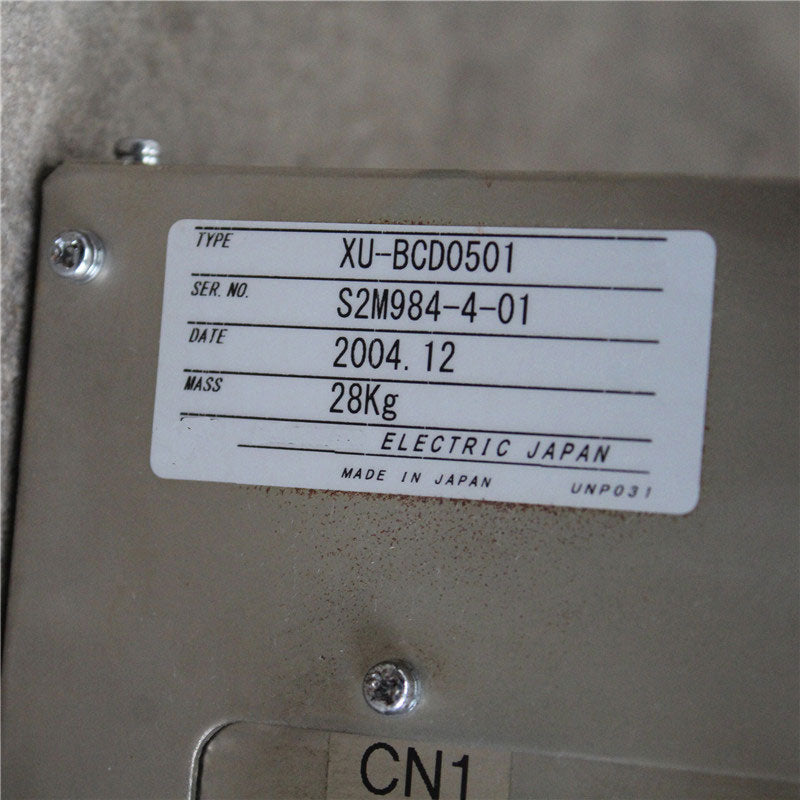 TYPE XU-BCD0501
SER. NO. S2M984-4-01
DATE 2004.12
MASS 28Kg
ELECTRIC JAPAN
MADE IN JAPAN UNP031
CN1